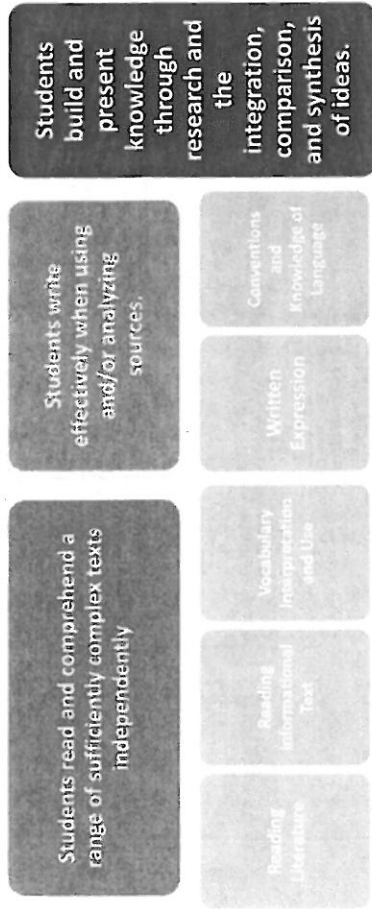 Students read and comprehend a
range of sufficiently complex texts
independently
Students write
effectively when using
and/or analyzing
sources.
Students
build and
present
knowledge
through
research and
the
integration,
comparison,
and synthesis
of ideas.
Reading
Literature
Reading
Informational
Text
Vocabulary
Interpretation
and Use
Written
Expression
Conventions
and
Knowledge of
Language